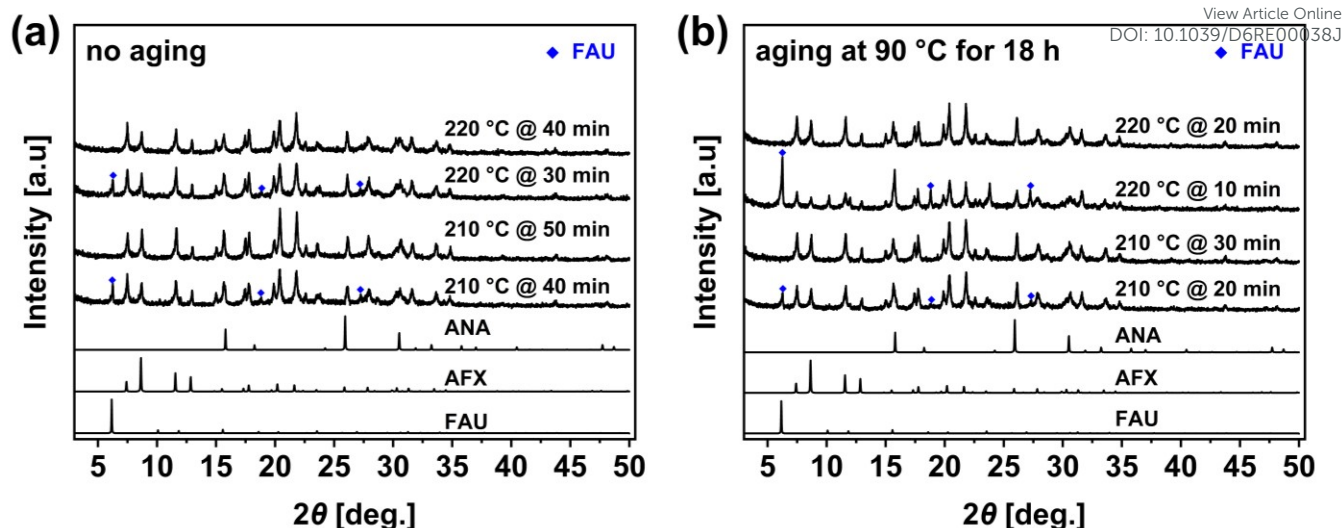 View Article Online
DOI: 10.1039/D6RE00038J
(a)
no aging
◆ FAU
220 °C @ 40 min
220 °C @ 30 min
210 °C @ 50 min
210 °C @ 40 min
ANA
AFX
FAU
Intensity [a.u]
5 10 15 20 25 30 35 40 45 50
2θ [deg.]
(b)
aging at 90 °C for 18 h
◆ FAU
220 °C @ 20 min
220 °C @ 10 min
210 °C @ 30 min
210 °C @ 20 min
ANA
AFX
FAU
Intensity [a.u]
5 10 15 20 25 30 35 40 45 50
2θ [deg.]